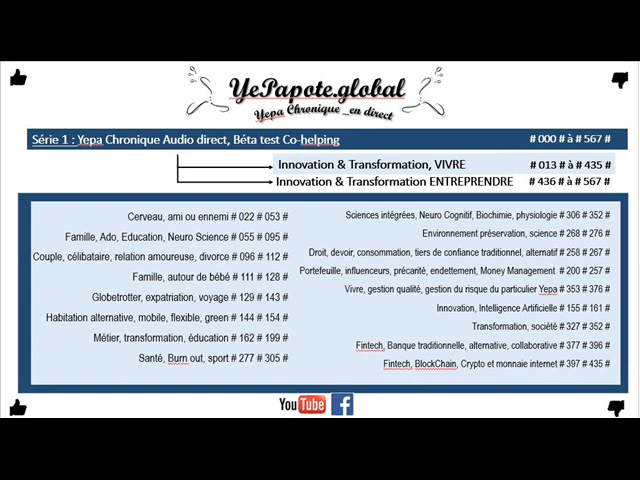 YePapote.global
Yepa Chronique _en direct
Série 1 : Yepa Chronique Audio direct, Béta test Co-helping # 000 # à # 567 #
Innovation & Transformation, VIVRE # 013 # à # 435 #
Innovation & Transformation ENTREPRENDRE # 436 # à # 567 #
Cerveau, ami ou ennemi # 022 # 053 #
Famille, Ado, Education, Neuro Science # 055 # 095 #
Couple, célibataire, relation amoureuse, divorce # 096 # 112 #
Famille, autour de bébé # 111 # 128 #
Globetrotter, expatriation, voyage # 129 # 143 #
Habitation alternative, mobile, flexible, green # 144 # 154 #
Métier, transformation, éducation # 162 # 199 #
Santé, Burn out, sport # 277 # 305 #
Sciences intégrées, Neuro Cognitif, Biochimie, physiologie # 306 # 352 #
Environnement préservation, science # 268 # 276 #
Droit, devoir, consommation, tiers de confiance traditionnel, alternatif # 258 # 267 #
Portefeuille, influenceurs, précarité, endettement, Money Management # 200 # 257 #
Vivre, gestion qualité, gestion du risque du particulier Yepa # 353 # 376 #
Innovation, Intelligence Artificielle # 155 # 161 #
Transformation, société # 327 # 352 #
Fintech, Banque traditionnelle, alternative, collaborative # 377 # 396 #
Fintech, BlockChain, Crypto et monnaie internet # 397 # 435 #
YouTube f